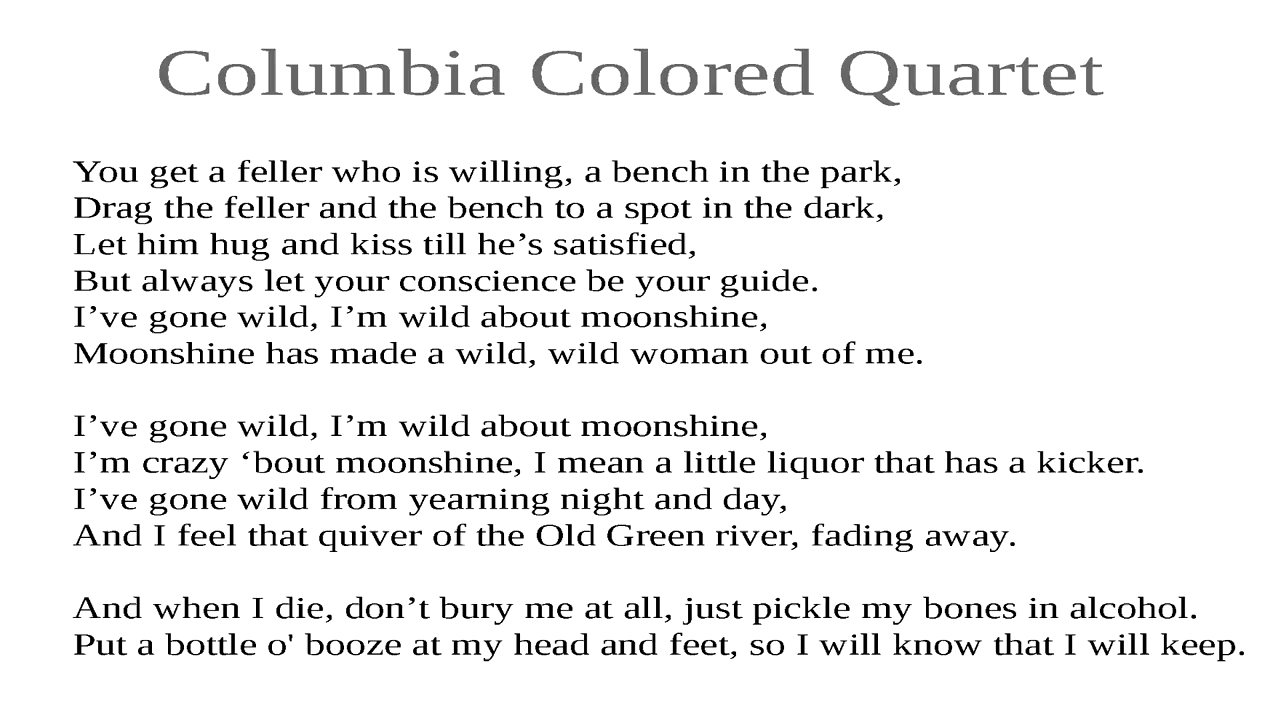 Columbia Colored Quartet
You get a feller who is willing, a bench in the park,
Drag the feller and the bench to a spot in the dark,
Let him hug and kiss till he’s satisfied,
But always let your conscience be your guide.
I’ve gone wild, I’m wild about moonshine,
Moonshine has made a wild, wild woman out of me.
I’ve gone wild, I’m wild about moonshine,
I’m crazy ‘bout moonshine, I mean a little liquor that has a kicker.
I’ve gone wild from yearning night and day,
And I feel that quiver of the Old Green river, fading away.
And when I die, don’t bury me at all, just pickle my bones in alcohol.
Put a bottle o' booze at my head and feet, so I will know that I will keep.